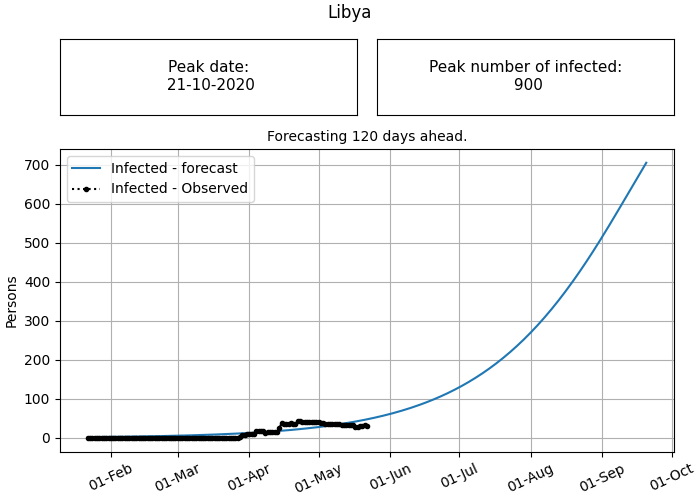 Libya
Peak date:
21-10-2020
Peak number of infected:
900
Forecasting 120 days ahead.
Infected - forecast
Infected - Observed
Persons
700
600
500
400
300
200
100
0
01-Feb
01-Mar
01-Apr
01-May
01-Jun
01-Jul
01-Aug
01-Sep
01-Oct